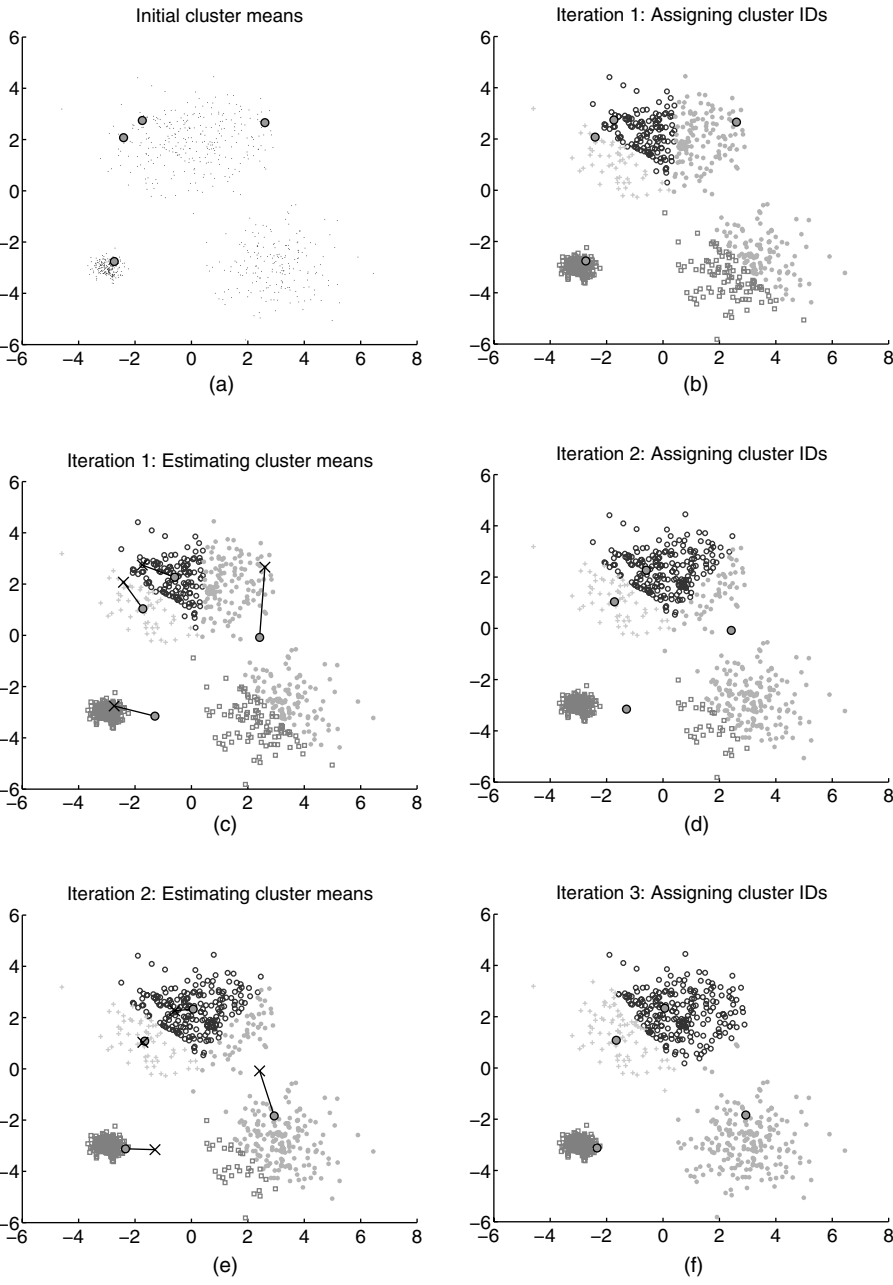 Initial cluster means
6
4
2
0
−2
−4
−6
−6 −4 −2 0 2 4 6 8
(a)
Iteration 1: Assigning cluster IDs
6
4
2
0
−2
−4
−6
−6 −4 −2 0 2 4 6 8
(b)
Iteration 1: Estimating cluster means
6
4
2
0
−2
−4
−6
−6 −4 −2 0 2 4 6 8
(c)
Iteration 2: Assigning cluster IDs
6
4
2
0
−2
−4
−6
−6 −4 −2 0 2 4 6 8
(d)
Iteration 2: Estimating cluster means
6
4
2
0
−2
−4
−6
−6 −4 −2 0 2 4 6 8
(e)
Iteration 3: Assigning cluster IDs
6
4
2
0
−2
−4
−6
−6 −4 −2 0 2 4 6 8
(f)